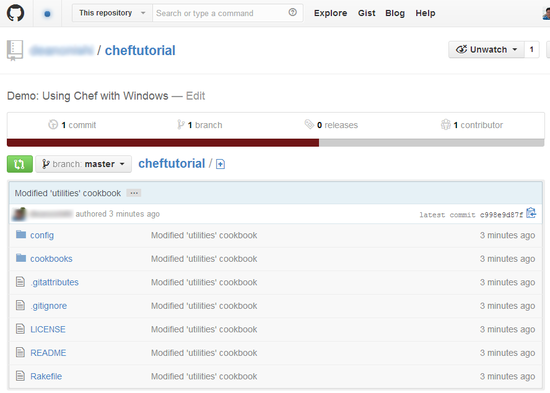 This repository Search or type a command Explore Gist Blog Help
/ cheftutorial Unwatch 1
Demo: Using Chef with Windows — Edit
1 commit 1 branch 0 releases 1 contributor
branch: master cheftutorial /
Modified 'utilities' cookbook ...
authored 3 minutes ago latest commit c998e9d87f
config Modified 'utilities' cookbook 3 minutes ago
cookbooks Modified 'utilities' cookbook 3 minutes ago
.gitattributes Modified 'utilities' cookbook 3 minutes ago
.gitignore Modified 'utilities' cookbook 3 minutes ago
LICENSE Modified 'utilities' cookbook 3 minutes ago
README Modified 'utilities' cookbook 3 minutes ago
Rakefile Modified 'utilities' cookbook 3 minutes ago